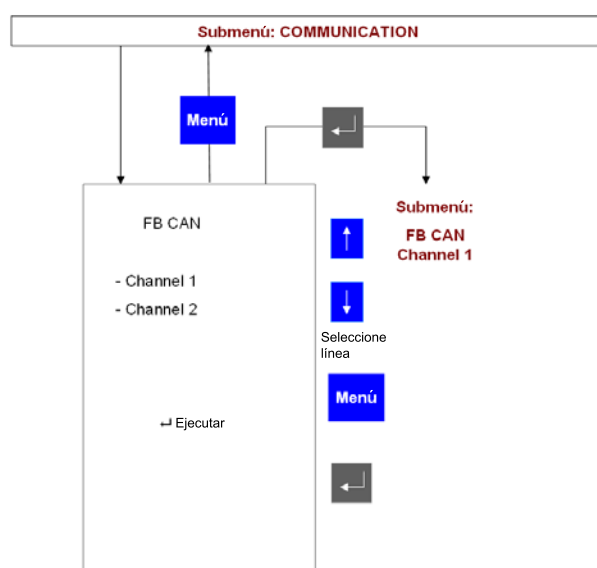 Submenú: COMMUNICATION
Menú
Submenú:
FB CAN
Channel 1
FB CAN
- Channel 1
- Channel 2
Seleccione
línea
Menú
↵ Ejecutar